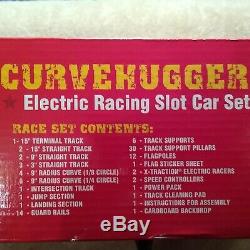 CURVEHUGGER
Electric Racing Slot Car Set
RACE SET CONTENTS:
1 - 15" TERMINAL TRACK
2 - 15" STRAIGHT TRACK
2 - 9" STRAIGHT TRACK
4 - 3" STRAIGHT TRACK
4 - 9" RADIUS CURVE (1/8 CIRCLE)
9" RADIUS CURVE (1/4 CIRCLE)
1 - INTERSECTION TRACK
1 - JUMP SECTION
1 - LANDING SECTION
14 - GUARD RAILS
6 - TRACK SUPPORTS
30 - SUPPORT PILLARS
12 - FLAGPOLES
1 - FLAG STICKER SHEET
2 - X-TRACTION ELECTRIC RACERS
2 - SPEED CONTROLLERS
1 - POWER PACK
1 - TRACK CLEANING PAD
1 - INSTRUCTIONS FOR ASSEMBLY
1 - CARDBOARD BACKDROP